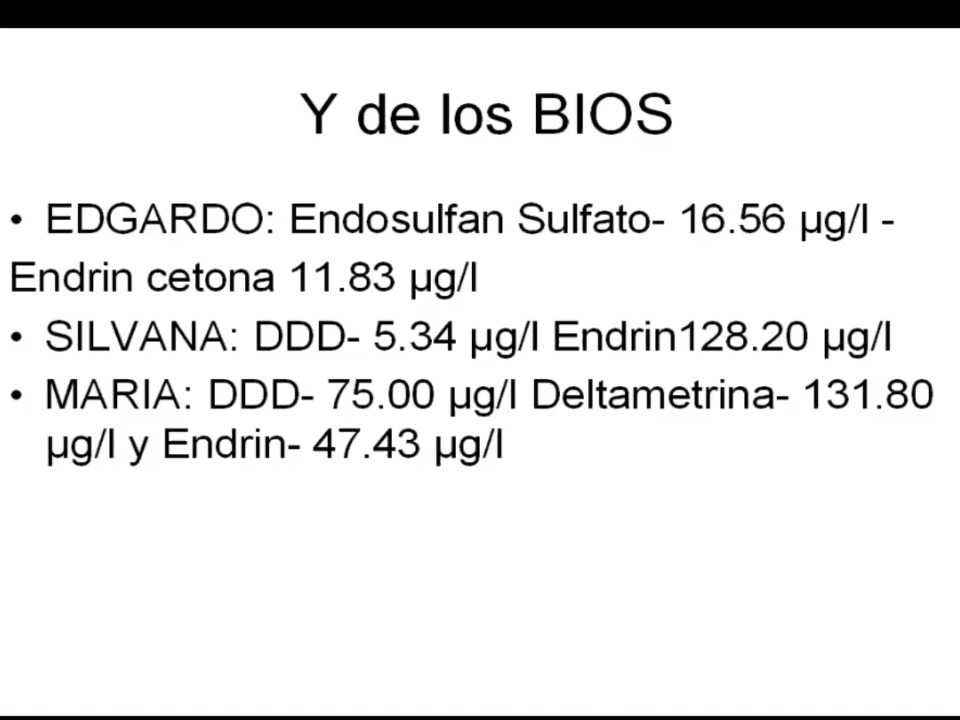 Y de los BIOS
• EDGARDO: Endosulfan Sulfato- 16.56 µg/l -
Endrin cetona 11.83 µg/l
• SILVANA: DDD- 5.34 µg/l Endrin128.20 µg/l
• MARIA: DDD- 75.00 µg/l Deltametrina- 131.80
µg/l y Endrin- 47.43 µg/l